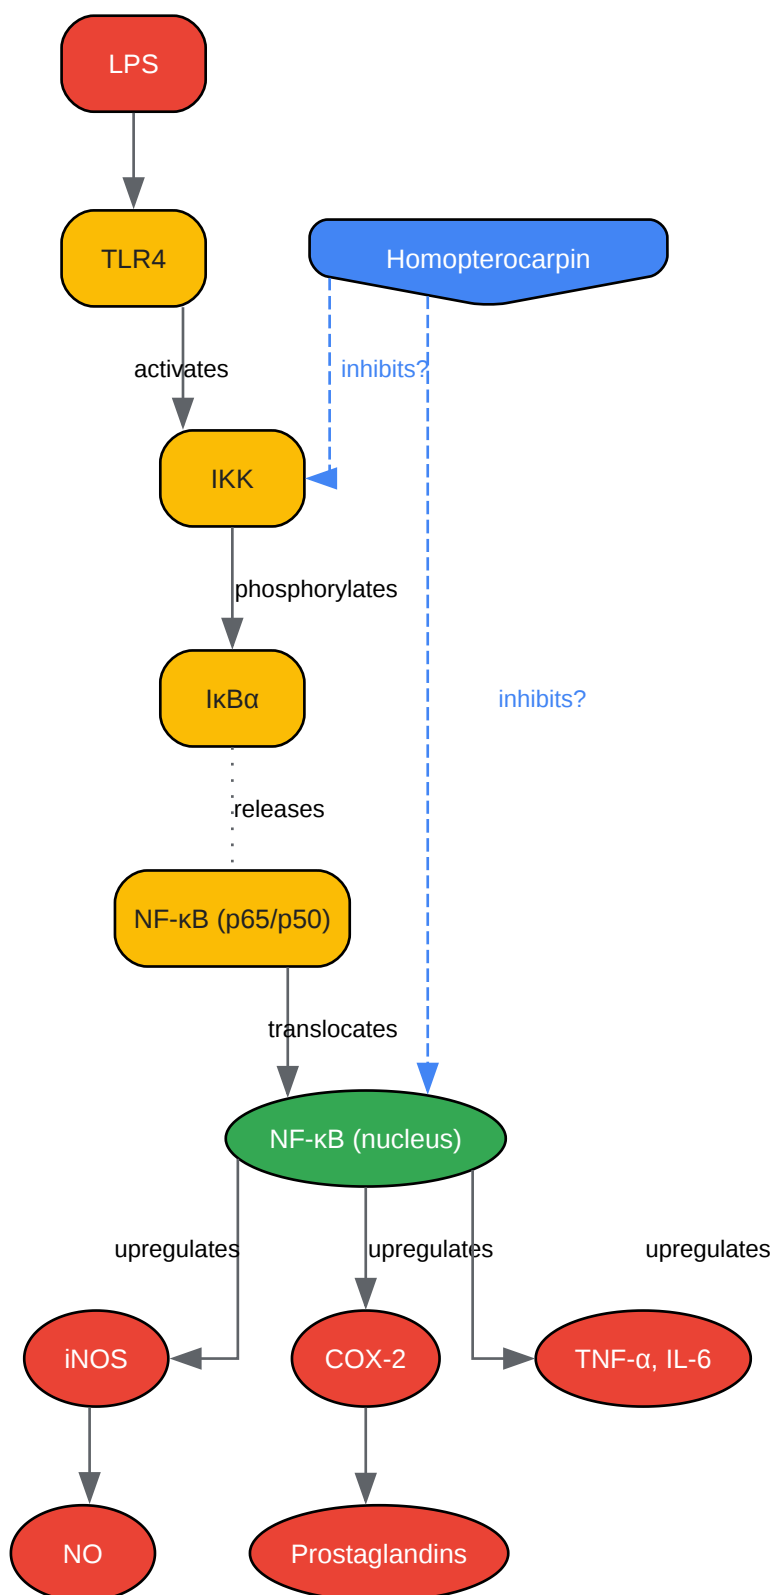 LPS
TLR4
Homopterocarpin
activates
inhibits?
IKK
phosphorylates
IκBα
inhibits?
releases
NF-κB (p65/p50)
translocates
NF-κB (nucleus)
upregulates
upregulates
upregulates
iNOS
COX-2
TNF-α, IL-6
NO
Prostaglandins